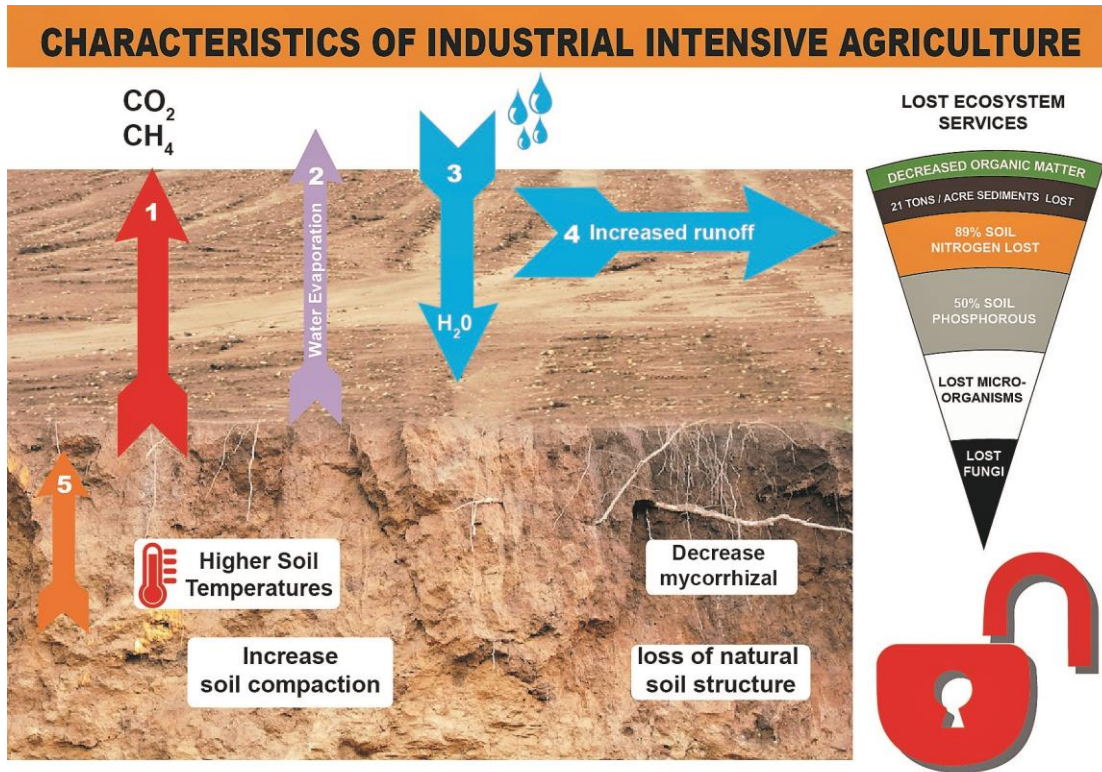 CHARACTERISTICS OF INDUSTRIAL INTENSIVE AGRICULTURE
CO₂
CH₄
1
2
Water Evaporation
3
H₂0
4 Increased runoff
5
Higher Soil
Temperatures
Increase
soil compaction
Decrease
mycorrhizal
loss of natural
soil structure
LOST ECOSYSTEM
SERVICES
DECREASED ORGANIC MATTER
21 TONS / ACRE SEDIMENTS LOST
89% SOIL
NITROGEN LOST
50% SOIL
PHOSPHOROUS
LOST MICRO-
ORGANISMS
LOST
FUNGI